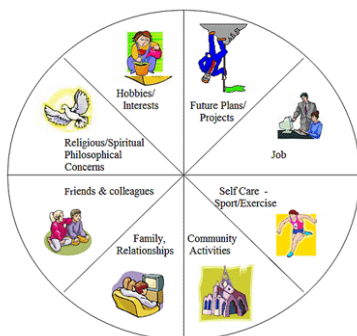 Hobbies/
Interests
Future Plans/
Projects
Religious/Spiritual
Philosophical
Concerns
Job
Friends & colleagues
Self Care -
Sport/Exercise
Family,
Relationships
Community
Activities